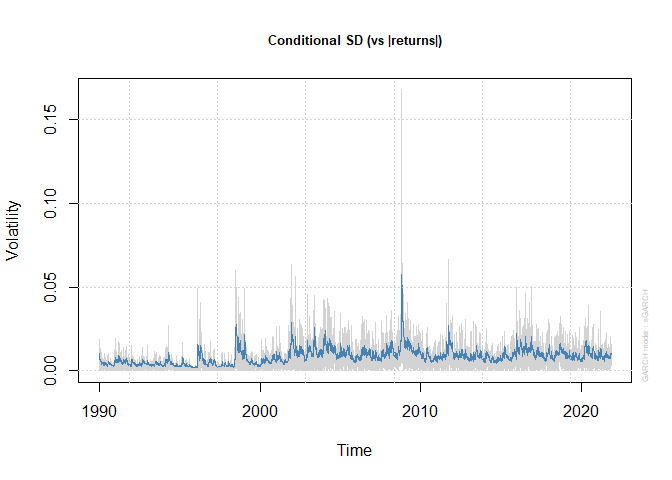 Conditional SD (vs |returns|)
Volatility
0.15
0.10
0.05
0.00
1990 2000 2010 2020
Time
GARCH model : sGARCH